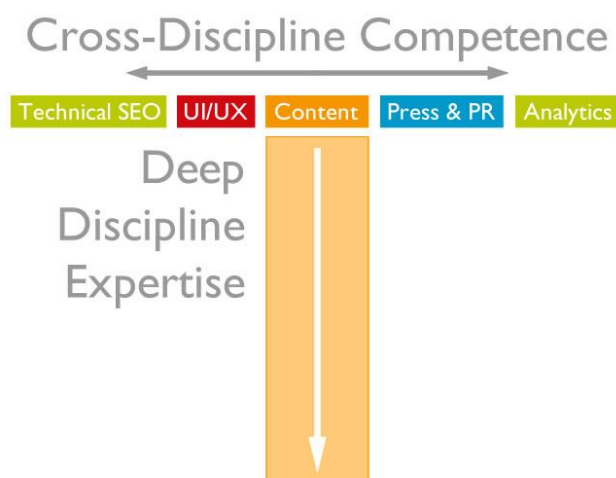 Cross-Discipline Competence
Technical SEO UI/UX Content Press & PR Analytics
Deep
Discipline
Expertise